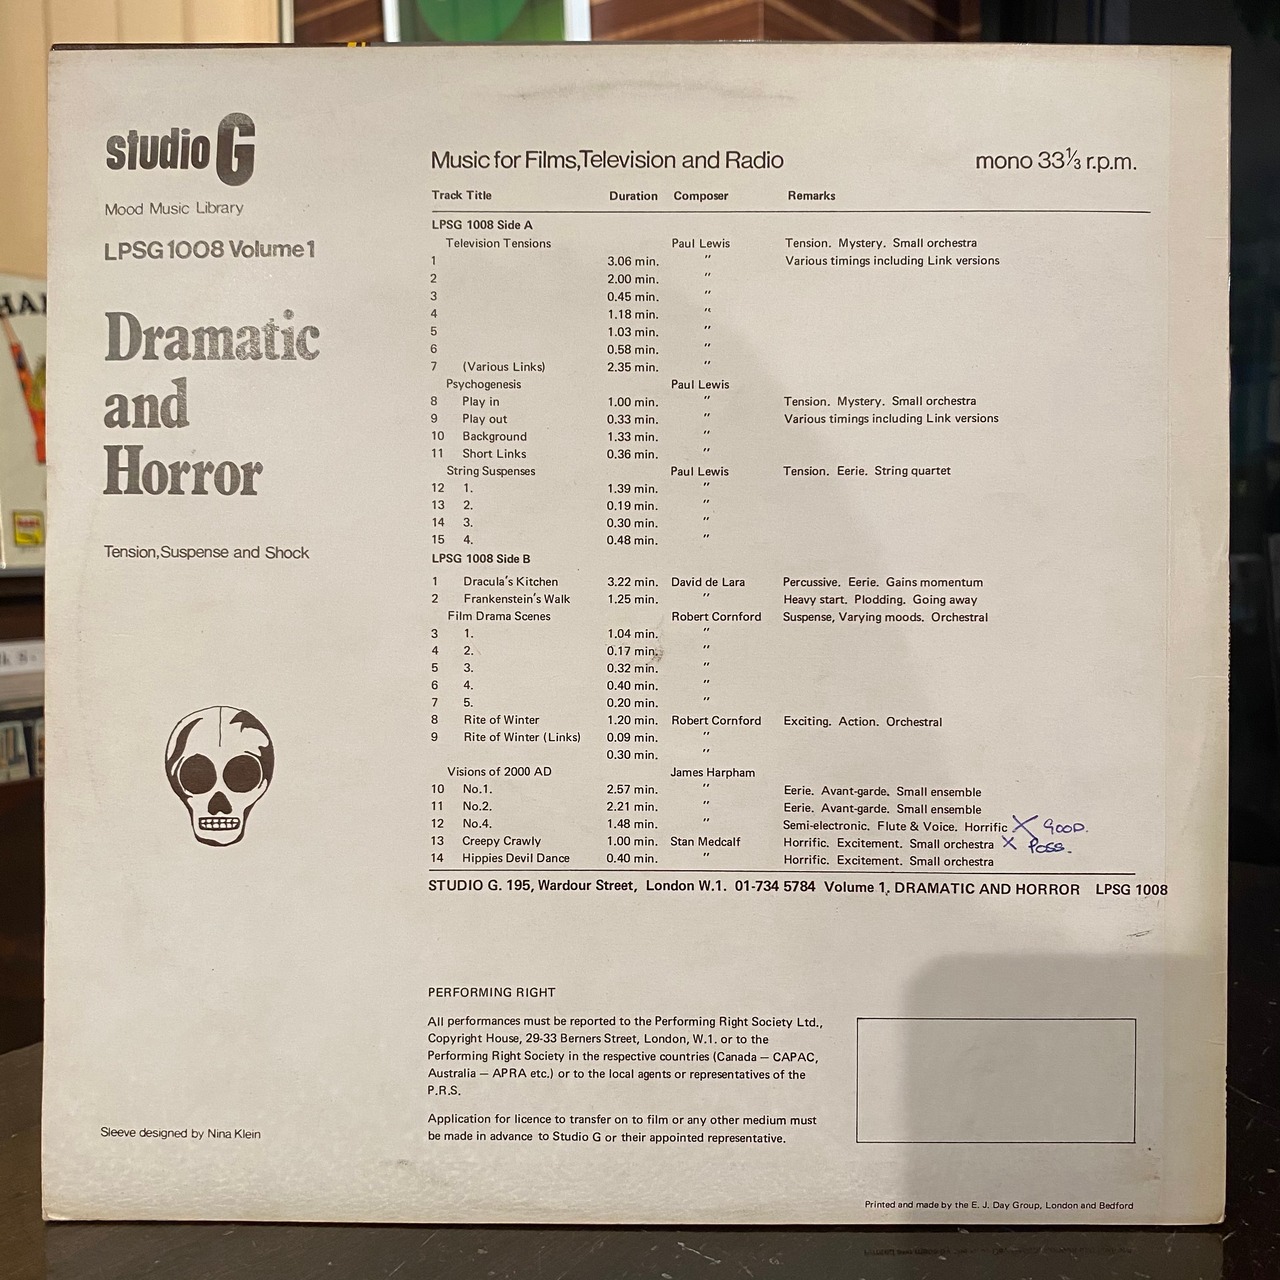 studio G
Mood Music Library
LPSG 1008 Volume 1
Dramatic
and
Horror
Tension, Suspense and Shock
Sleeve designed by Nina Klein
Music for Films, Television and Radio mono 33⅓ r.p.m.
Track Title Duration Composer Remarks
LPSG 1008 Side A
Television Tensions Paul Lewis Tension. Mystery. Small orchestra
1 3.06 min. " Various timings including Link versions
2 2.00 min. "
3 0.45 min. "
4 1.18 min. "
5 1.03 min. "
6 0.58 min. "
7 (Various Links) 2.35 min. "
Psychogenesis Paul Lewis
8 Play in 1.00 min. " Tension. Mystery. Small orchestra
9 Play out 0.33 min. " Various timings including Link versions
10 Background 1.33 min. "
11 Short Links 0.36 min. "
String Suspenses Paul Lewis Tension. Eerie. String quartet
12 1. 1.39 min. "
13 2. 0.19 min. "
14 3. 0.30 min. "
15 4. 0.48 min. "
LPSG 1008 Side B
1 Dracula's Kitchen 3.22 min. David de Lara Percussive. Eerie. Gains momentum
2 Frankenstein's Walk 1.25 min. " Heavy start. Plodding. Going away
Film Drama Scenes Robert Cornford Suspense, Varying moods. Orchestral
3 1. 1.04 min. "
4 2. 0.17 min. "
5 3. 0.32 min. "
6 4. 0.40 min. "
7 5. 0.20 min. "
8 Rite of Winter 1.20 min. Robert Cornford Exciting. Action. Orchestral
9 Rite of Winter (Links) 0.09 min. "
0.30 min. "
Visions of 2000 AD James Harpham
10 No.1. 2.57 min. " Eerie. Avant-garde. Small ensemble
11 No.2. 2.21 min. " Eerie. Avant-garde. Small ensemble
12 No.4. 1.48 min. " Semi-electronic. Flute & Voice. Horrific X GOOD.
13 Creepy Crawly 1.00 min. Stan Medcalf Horrific. Excitement. Small orchestra X Poss.
14 Hippies Devil Dance 0.40 min. " Horrific. Excitement. Small orchestra
STUDIO G. 195, Wardour Street, London W.1. 01-734 5784 Volume 1, DRAMATIC AND HORROR LPSG 1008
PERFORMING RIGHT
All performances must be reported to the Performing Right Society Ltd.,
Copyright House, 29-33 Berners Street, London, W.1. or to the
Performing Right Society in the respective countries (Canada — CAPAC,
Australia — APRA etc.) or to the local agents or representatives of the
P.R.S.
Application for licence to transfer on to film or any other medium must
be made in advance to Studio G or their appointed representative.
Printed and made by the E. J. Day Group, London and Bedford